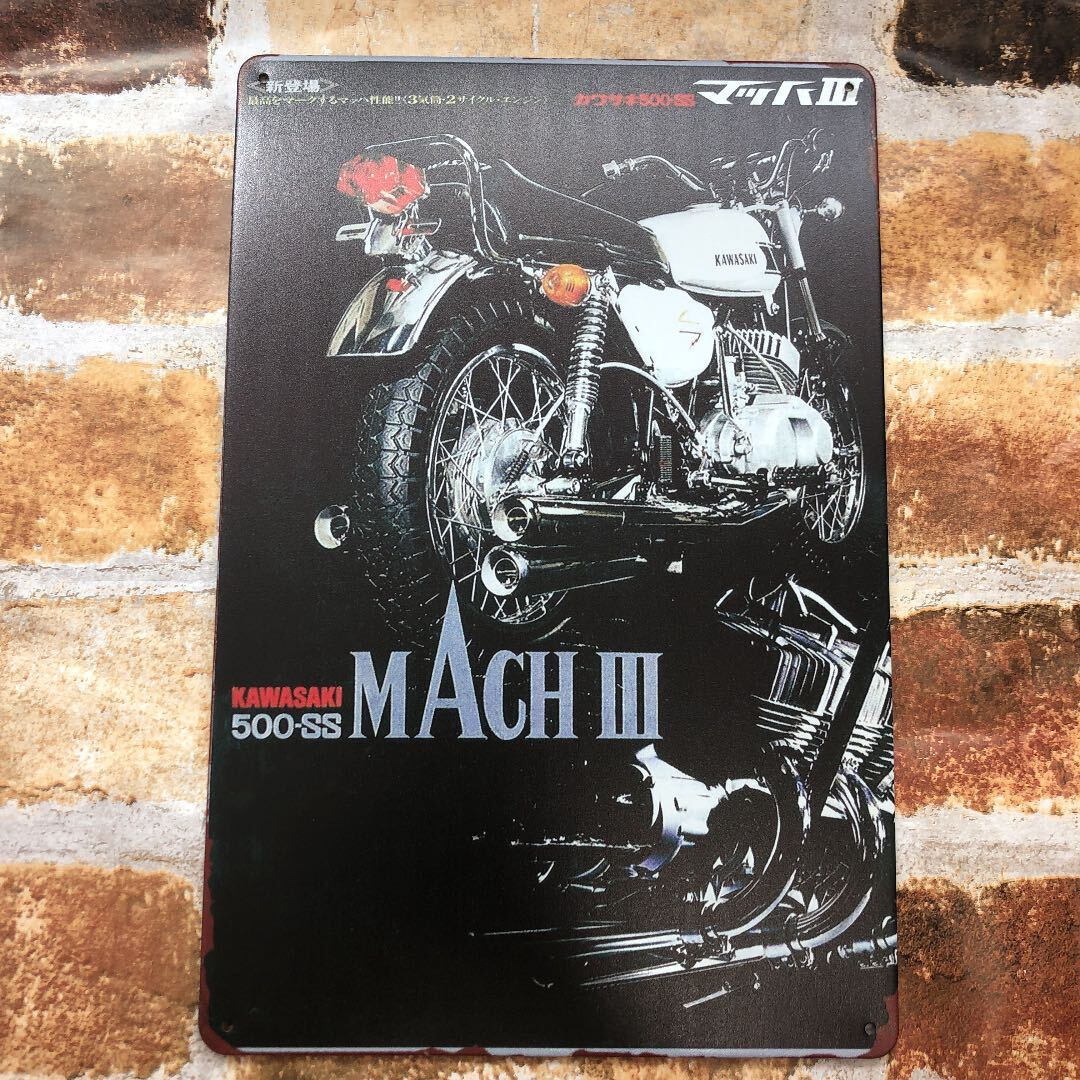 新登場
最高をマークするマッハ性能!!〈3気筒・2サイクル・エンジン〉
カワサキ500-SS マッハIII
KAWASAKI
KAWASAKI
500-SS MACH III